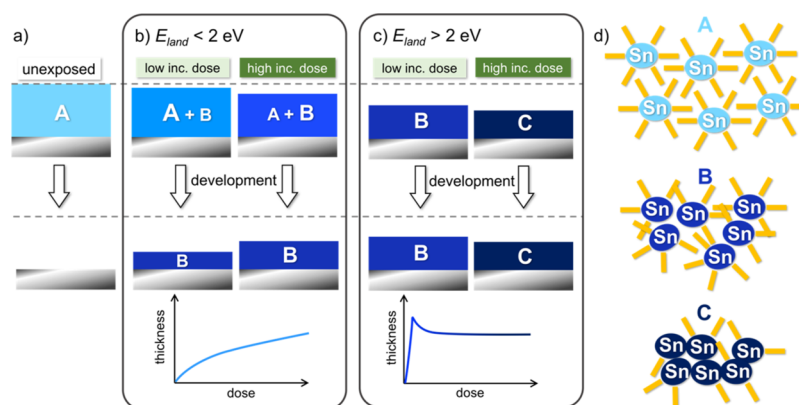 a)
unexposed
A
b) E_land < 2 eV
low inc. dose
high inc. dose
A + B
A + B
development
B
B
thickness
dose
c) E_land > 2 eV
low inc. dose
high inc. dose
B
C
development
B
C
thickness
dose
d)
A
Sn
Sn
Sn
Sn
Sn
Sn
B
Sn
Sn
Sn
Sn
Sn
Sn
C
Sn
Sn
Sn
Sn
Sn
Sn